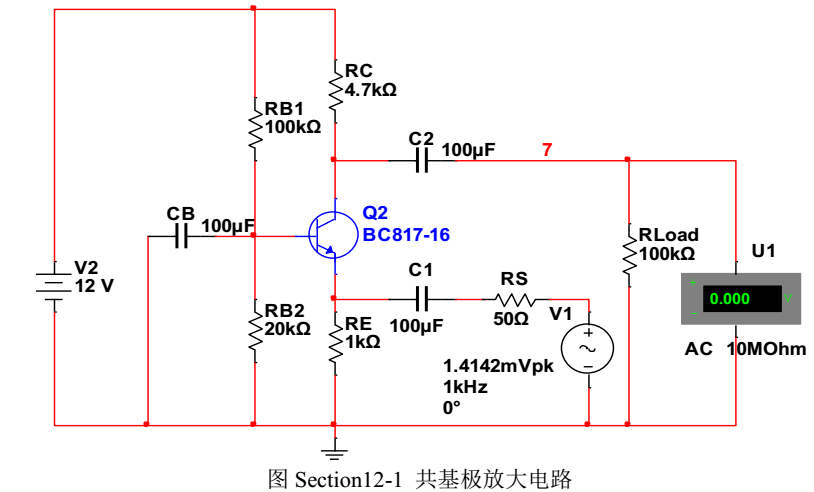 RC
4.7kΩ
RB1
100kΩ
C2
100µF
7
CB
100µF
Q2
BC817-16
RLoad
100kΩ
U1
V2
12 V
C1
100µF
RS
50Ω
V1
+
0.000
V
RB2
20kΩ
RE
1kΩ
AC 10MOhm
1.4142mVpk
1kHz
0°
图 Section12-1 共基极放大电路